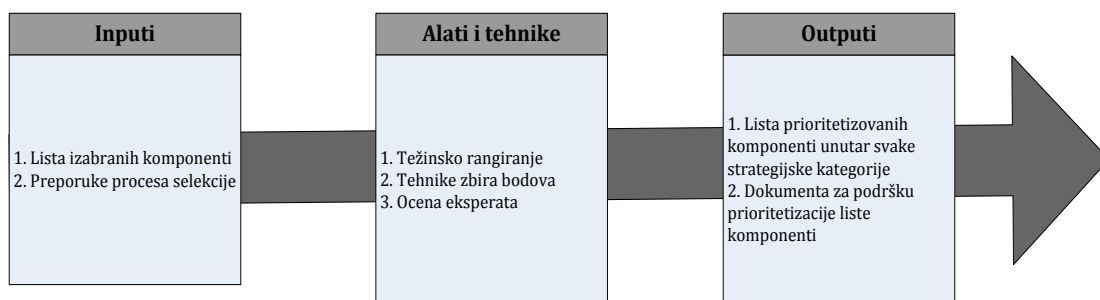 Inputi
1. Lista izabranih komponenti
2. Preporuke procesa selekcije
Alati i tehnike
1. Težinsko rangiranje
2. Tehnike zbira bodova
3. Ocena eksperata
Outputi
1. Lista prioritetizovanih
komponenti unutar svake
strategijske kategorije
2. Dokumenta za podršku
prioritetizacije liste
komponenti